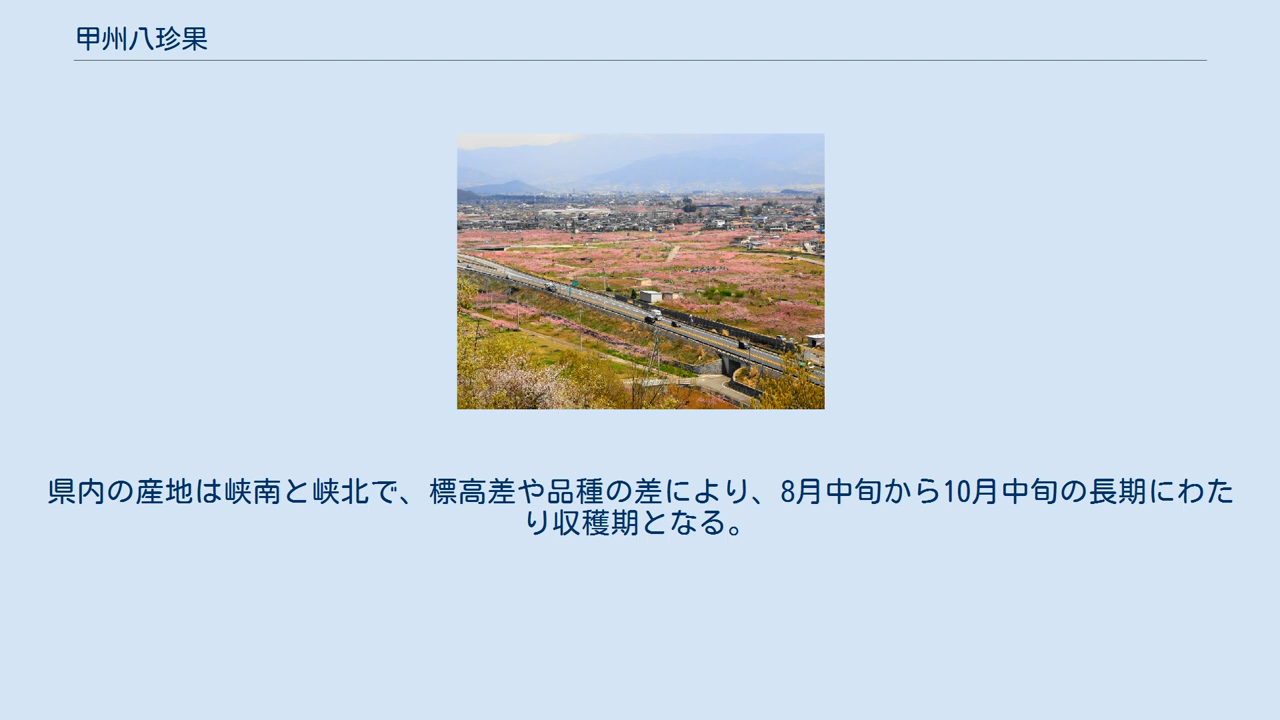 甲州八珍果
県内の産地は峡南と峡北で、標高差や品種の差により、8月中旬から10月中旬の長期にわた
り収穫期となる。